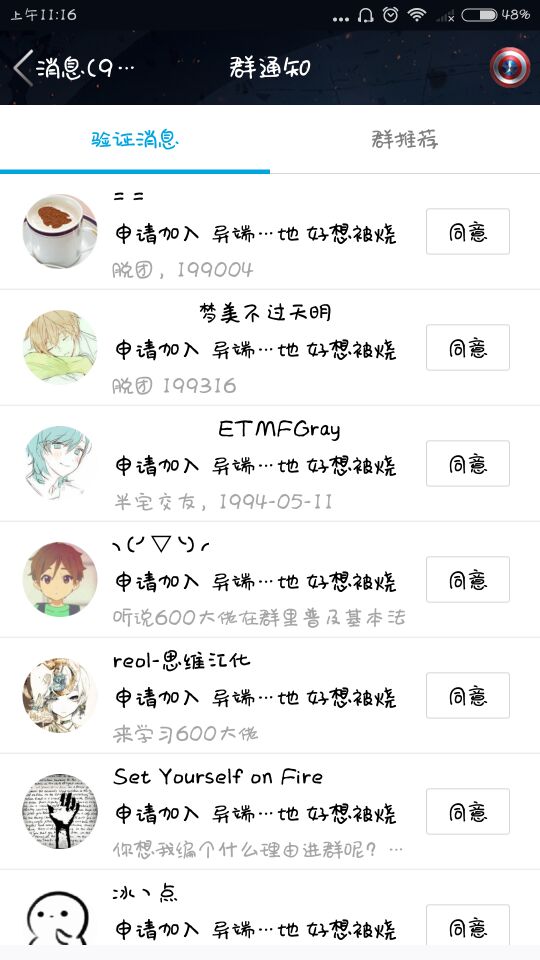 上午11:16
... 48%
消息(9…
群通知
验证消息
群推荐
= =
申请加入 异端…地 好想被烧
同意
脱团，199004
梦美不过天明
申请加入 异端…地 好想被烧
同意
脱团 199316
ETMFGray
申请加入 异端…地 好想被烧
同意
半宅交友，1994-05-11
ヽ(╯▽╰)╭
申请加入 异端…地 好想被烧
同意
听说600大佬在群里普及基本法
reol-思维江化
申请加入 异端…地 好想被烧
同意
来学习600大佬
Set Yourself on Fire
申请加入 异端…地 好想被烧
同意
你想我编个什么理由进群呢？…
冰丶点
申请加入 异端…地 好想被烧
同意